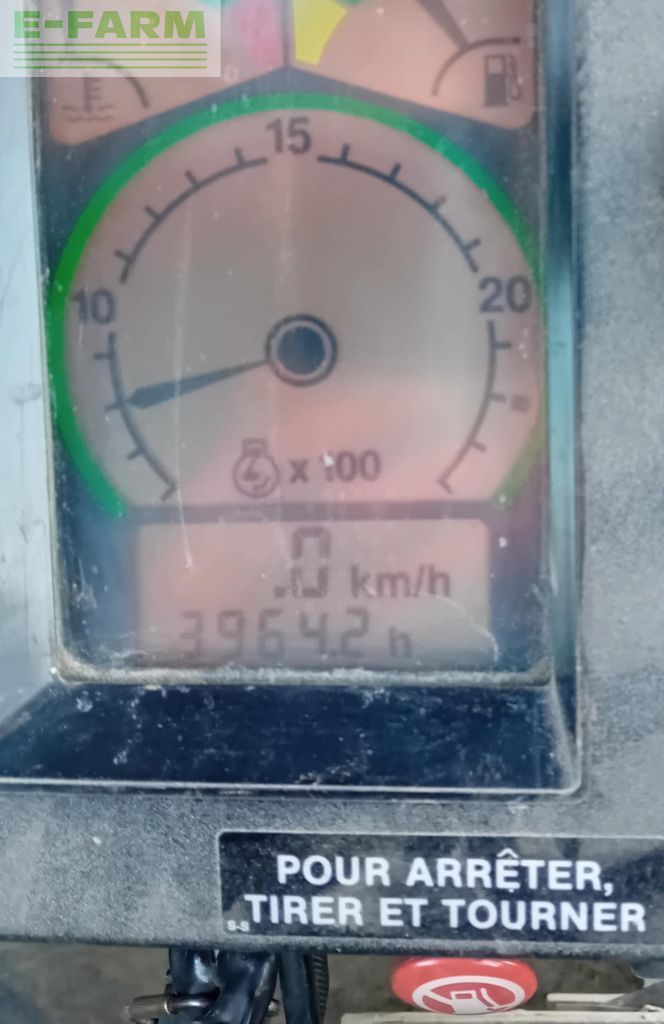 E-FARM
15
10
20
x 100
.0 km/h
3964.2 h
POUR ARRÊTER,
TIRER ET TOURNER
S-S